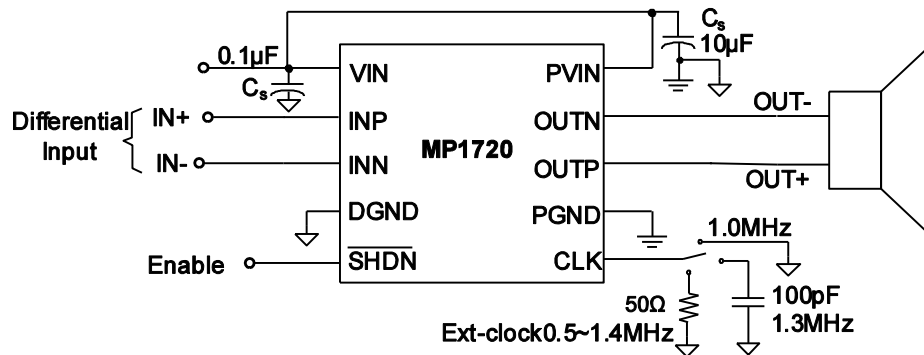 Cs
10µF
0.1µF
Cs
VIN
PVIN
Differential
Input
IN+
INP
OUTN
OUT-
MP1720
IN-
INN
OUTP
OUT+
DGND
PGND
1.0MHz
Enable
SHDN
CLK
50Ω
Ext-clock0.5~1.4MHz
100pF
1.3MHz